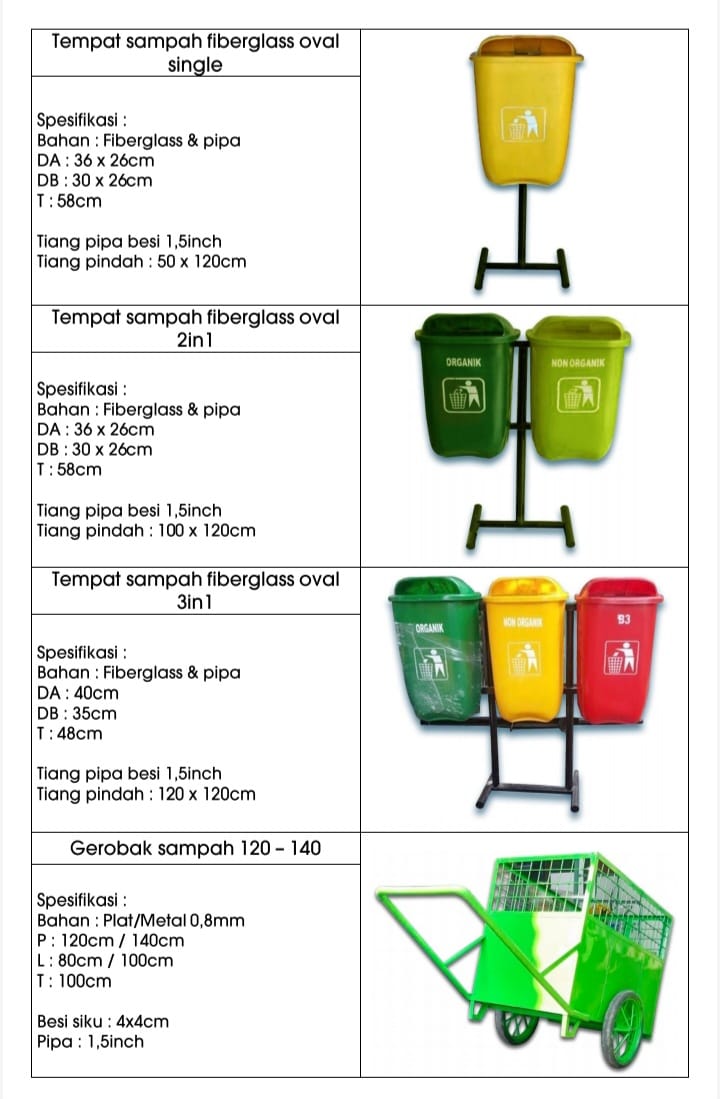 Tempat sampah fiberglass oval
single
Spesifikasi :
Bahan : Fiberglass & pipa
DA : 36 x 26cm
DB : 30 x 26cm
T : 58cm
Tiang pipa besi 1,5inch
Tiang pindah : 50 x 120cm
Tempat sampah fiberglass oval
2in1
Spesifikasi :
Bahan : Fiberglass & pipa
DA : 36 x 26cm
DB : 30 x 26cm
T : 58cm
Tiang pipa besi 1,5inch
Tiang pindah : 100 x 120cm
ORGANIK
NON ORGANIK
Tempat sampah fiberglass oval
3in1
Spesifikasi :
Bahan : Fiberglass & pipa
DA : 40cm
DB : 35cm
T : 48cm
Tiang pipa besi 1,5inch
Tiang pindah : 120 x 120cm
ORGANIK
NON ORGANIK
B3
Gerobak sampah 120 – 140
Spesifikasi :
Bahan : Plat/Metal 0,8mm
P : 120cm / 140cm
L : 80cm / 100cm
T : 100cm
Besi siku : 4x4cm
Pipa : 1,5inch